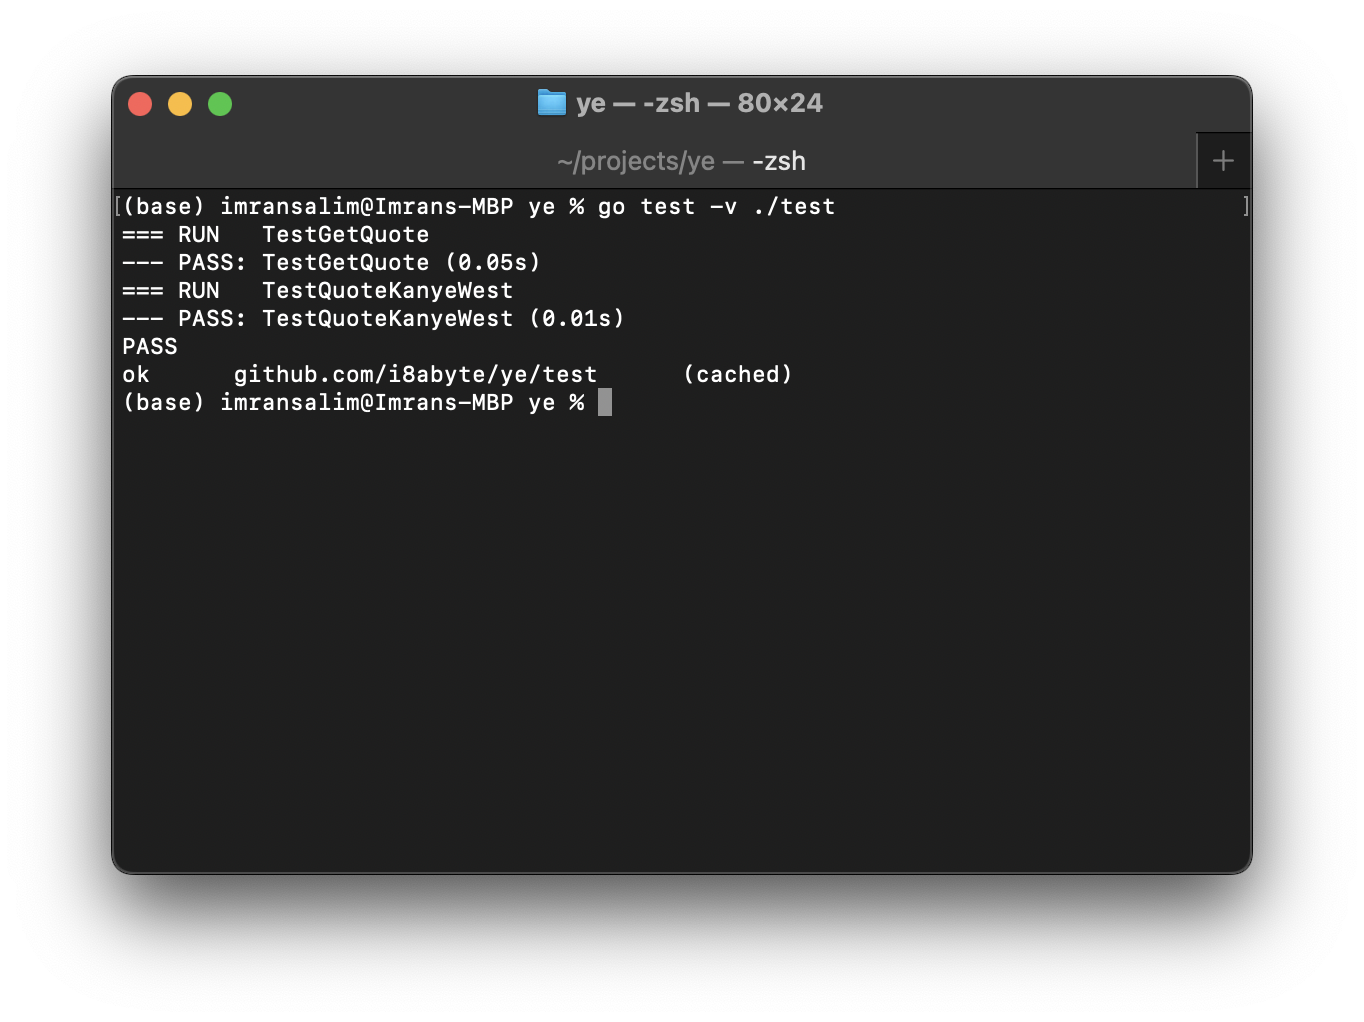 ye — -zsh — 80×24
~/projects/ye — -zsh
[(base) imransalim@Imrans-MBP ye % go test -v ./test ]
=== RUN   TestGetQuote
--- PASS: TestGetQuote (0.05s)
=== RUN   TestQuoteKanyeWest
--- PASS: TestQuoteKanyeWest (0.01s)
PASS
ok      github.com/i8abyte/ye/test      (cached)
(base) imransalim@Imrans-MBP ye %